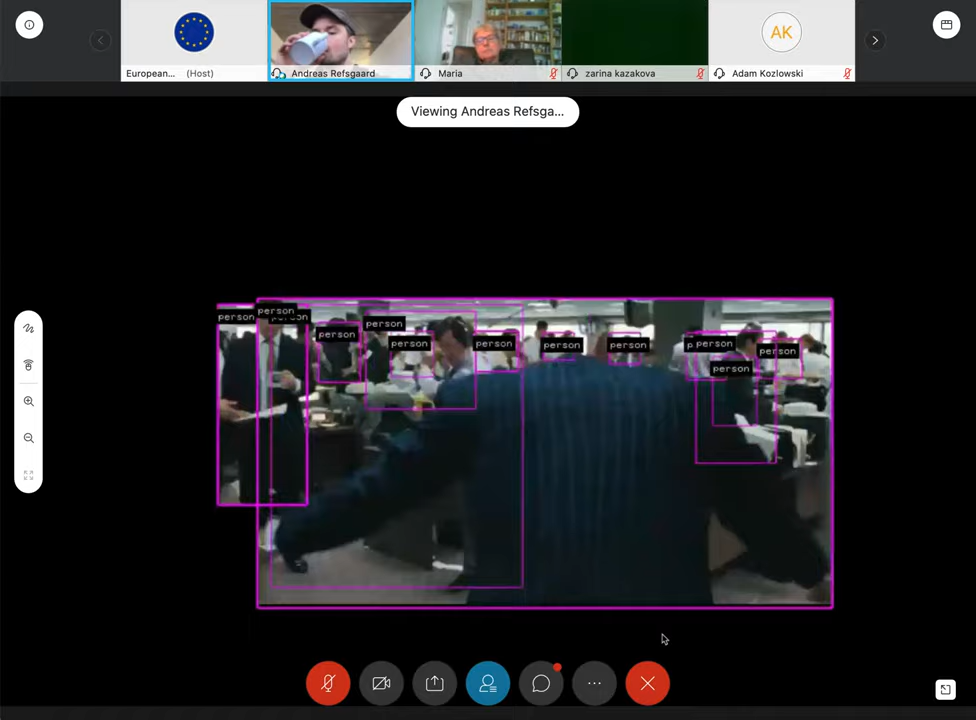 European... (Host)
Andreas Refsgaard
Maria
zarina kazakova
AK
Adam Kozlowski
Viewing Andreas Refsga...
person
person
person
person
person
person
person
person
person
p
person
person
person